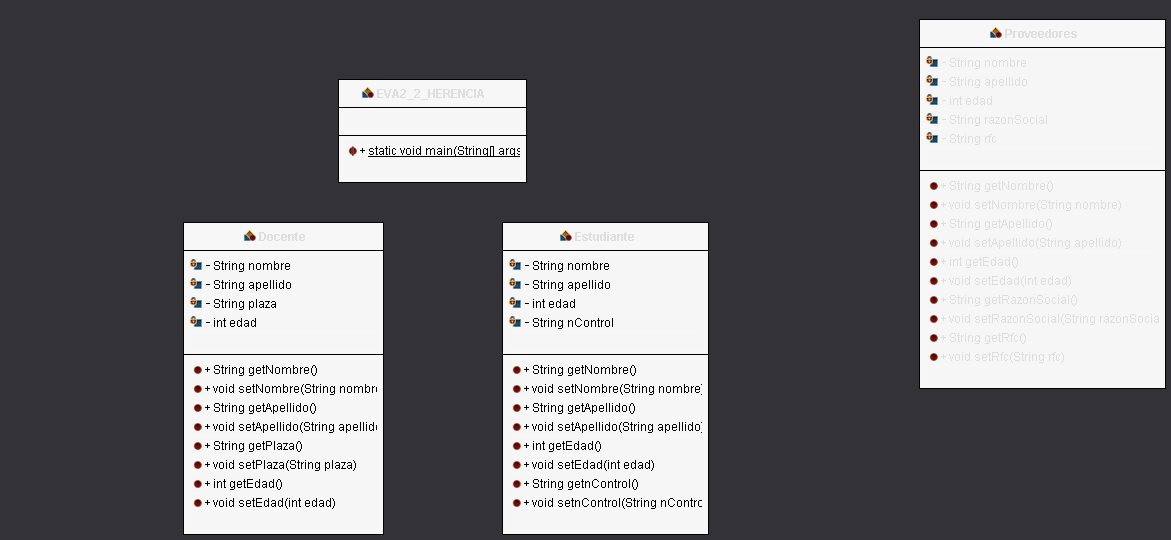 EVA2_2_HERENCIA
+ static void main(String[] args
Docente
- String nombre
- String apellido
- String plaza
- int edad
+ String getNombre()
+ void setNombre(String nombre
+ String getApellido()
+ void setApellido(String apellido
+ String getPlaza()
+ void setPlaza(String plaza)
+ int getEdad()
+ void setEdad(int edad)
Estudiante
- String nombre
- String apellido
- int edad
- String nControl
+ String getNombre()
+ void setNombre(String nombre)
+ String getApellido()
+ void setApellido(String apellido)
+ int getEdad()
+ void setEdad(int edad)
+ String getnControl()
+ void setnControl(String nContro
Proveedores
- String nombre
- String apellido
- int edad
- String razonSocial
- String rfc
+ String getNombre()
+ void setNombre(String nombre)
+ String getApellido()
+ void setApellido(String apellido)
+ int getEdad()
+ void setEdad(int edad)
+ String getRazonSocial()
+ void setRazonSocial(String razonSocia
+ String getRfc()
+ void setRfc(String rfc)